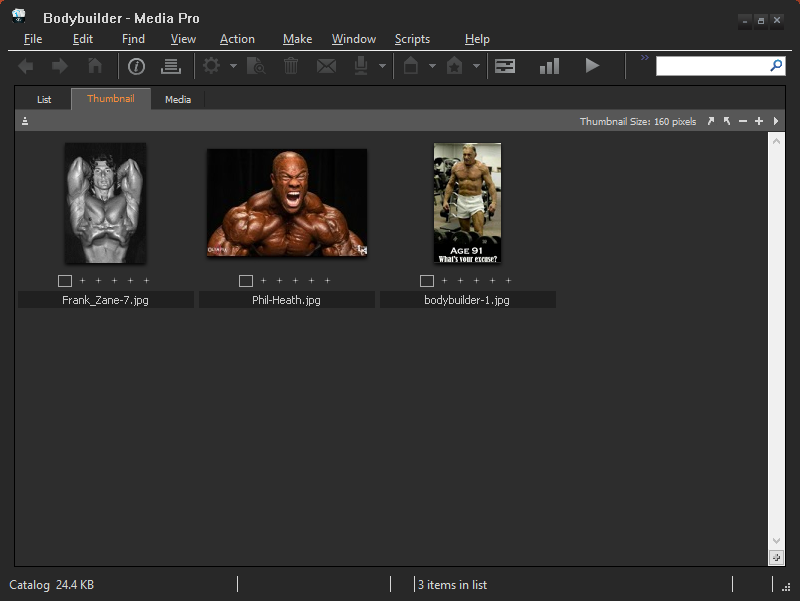 Bodybuilder - Media Pro
File Edit Find View Action Make Window Scripts Help
List Thumbnail Media
Thumbnail Size: 160 pixels
OLYMPIA
AGE 91
What's your excuse?
Frank_Zane-7.jpg Phil-Heath.jpg bodybuilder-1.jpg
Catalog 24.4 KB 3 items in list